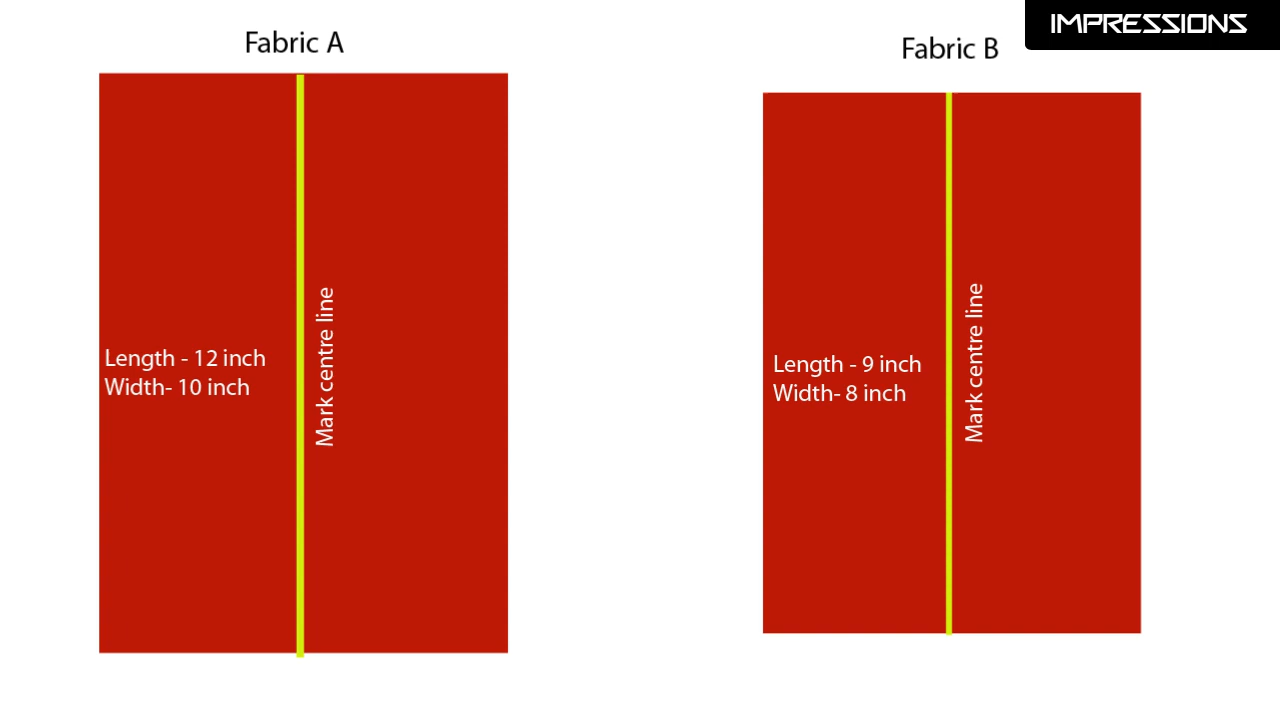 IMPRESSIONS
Fabric A
Fabric B
Length - 12 inch
Width- 10 inch
Mark centre line
Length - 9 inch
Width- 8 inch
Mark centre line